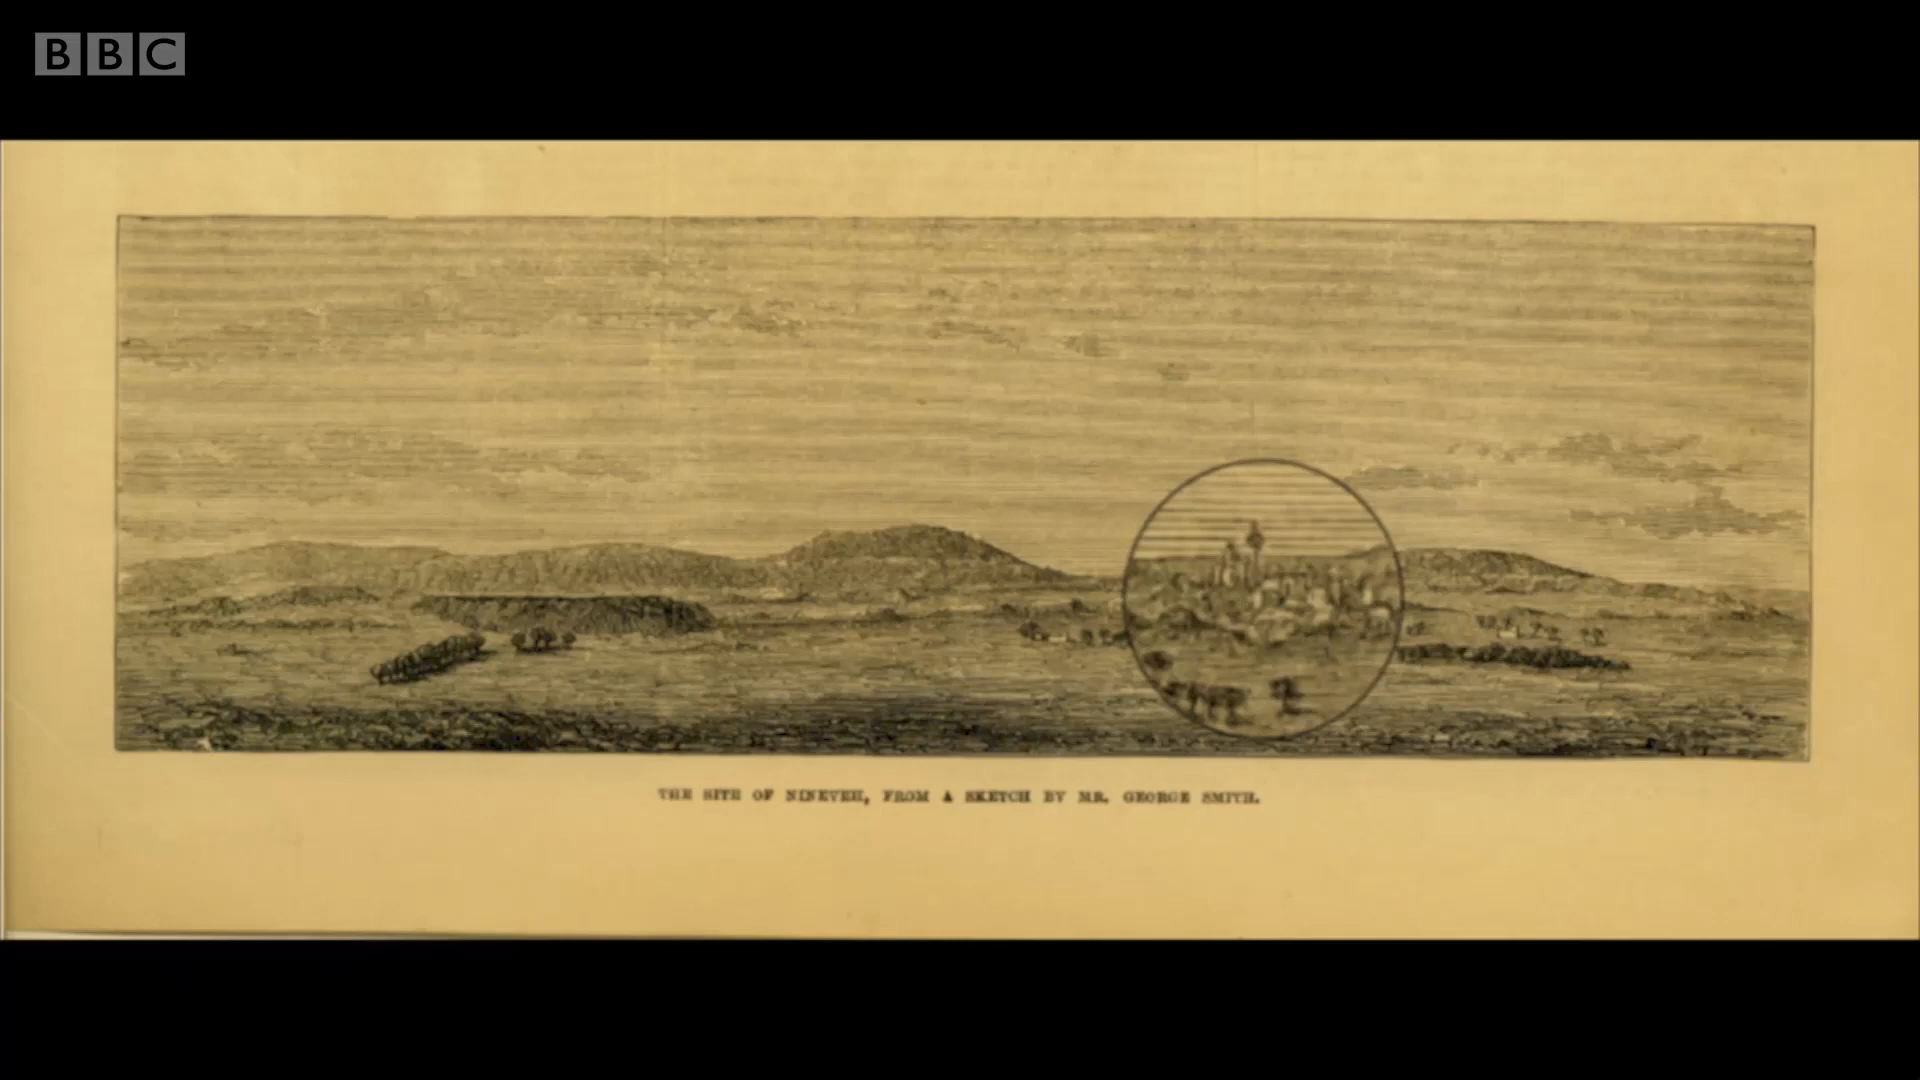 BBC
THE SITE OF NINEVEH, FROM A SKETCH BY MR. GEORGE SMITH.